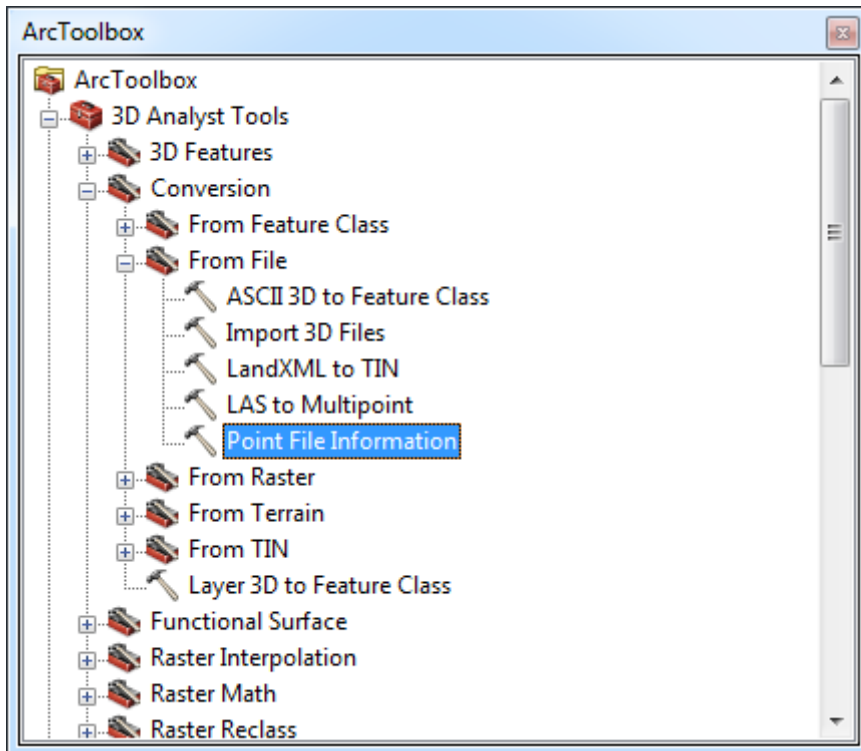 ArcToolbox
ArcToolbox
3D Analyst Tools
3D Features
Conversion
From Feature Class
From File
ASCII 3D to Feature Class
Import 3D Files
LandXML to TIN
LAS to Multipoint
Point File Information
From Raster
From Terrain
From TIN
Layer 3D to Feature Class
Functional Surface
Raster Interpolation
Raster Math
Raster Reclass